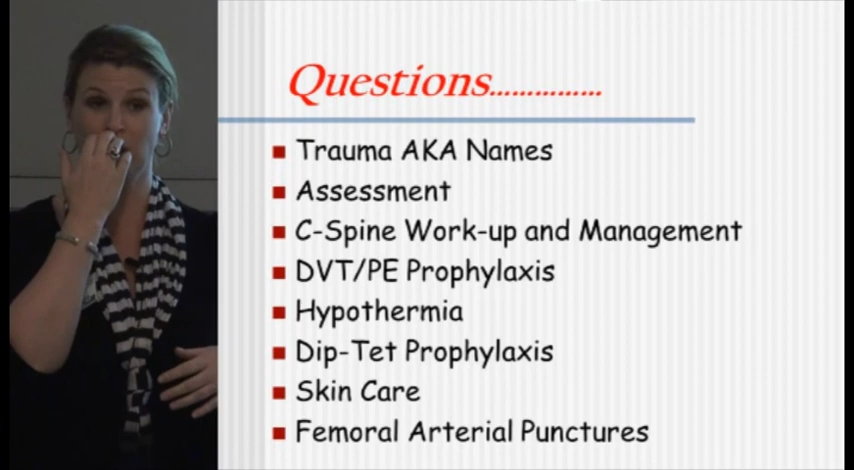 Questions...............
Trauma AKA Names
Assessment
C-Spine Work-up and Management
DVT/PE Prophylaxis
Hypothermia
Dip-Tet Prophylaxis
Skin Care
Femoral Arterial Punctures